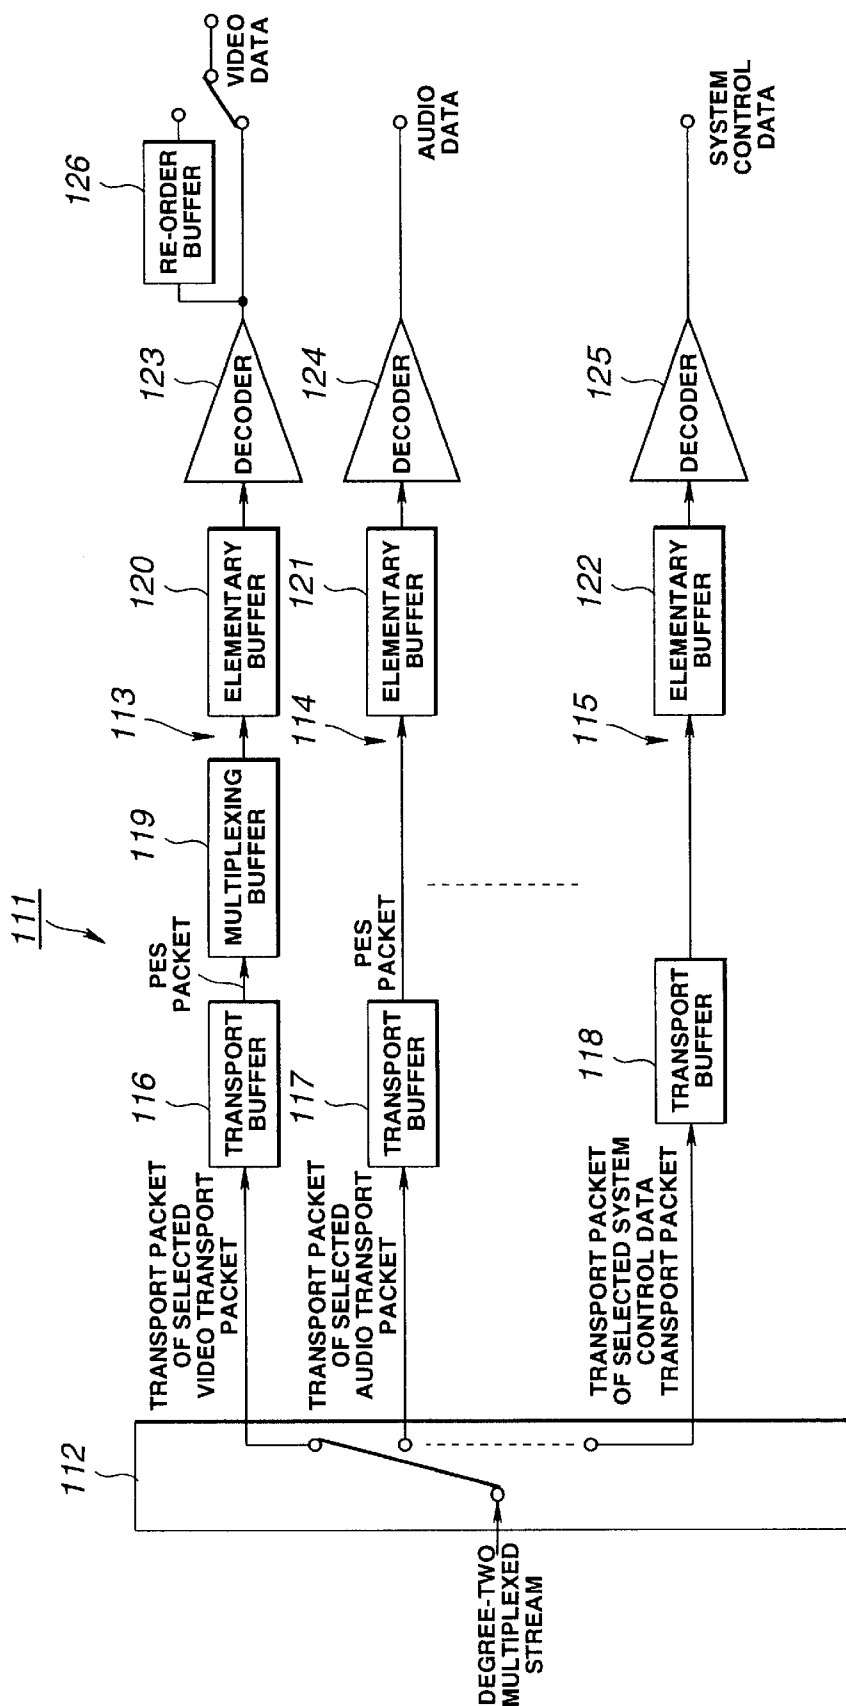 111
DEGREE-TWO
MULTIPLEXED
STREAM
112
TRANSPORT PACKET
OF SELECTED
VIDEO TRANSPORT
PACKET
116
TRANSPORT
BUFFER
PES
PACKET
119
MULTIPLEXING
BUFFER
113
120
ELEMENTARY
BUFFER
123
DECODER
126
RE-ORDER
BUFFER
VIDEO
DATA
TRANSPORT PACKET
OF SELECTED
AUDIO TRANSPORT
PACKET
117
TRANSPORT
BUFFER
PES
PACKET
114
121
ELEMENTARY
BUFFER
124
DECODER
AUDIO
DATA
TRANSPORT PACKET
OF SELECTED SYSTEM
CONTROL DATA
TRANSPORT PACKET
118
TRANSPORT
BUFFER
115
122
ELEMENTARY
BUFFER
125
DECODER
SYSTEM
CONTROL
DATA